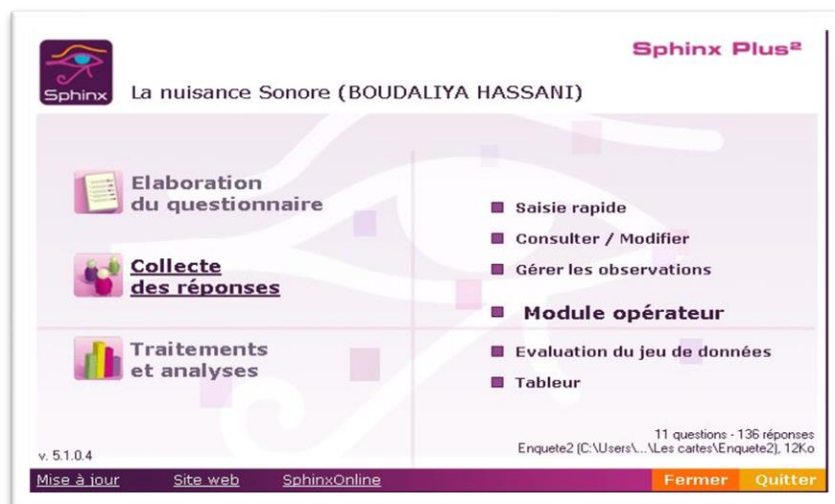 Sphinx Plus²
Sphinx
La nuisance Sonore (BOUDALIYA HASSANI)
Elaboration
du questionnaire
Collecte
des réponses
Traitements
et analyses
Saisie rapide
Consulter / Modifier
Gérer les observations
Module opérateur
Evaluation du jeu de données
Tableur
11 questions - 136 réponses
Enquete2 (C:\Users\...\Les cartes\Enquete2), 12Ko
v. 5.1.0.4
Mise à jour Site web SphinxOnline Fermer Quitter